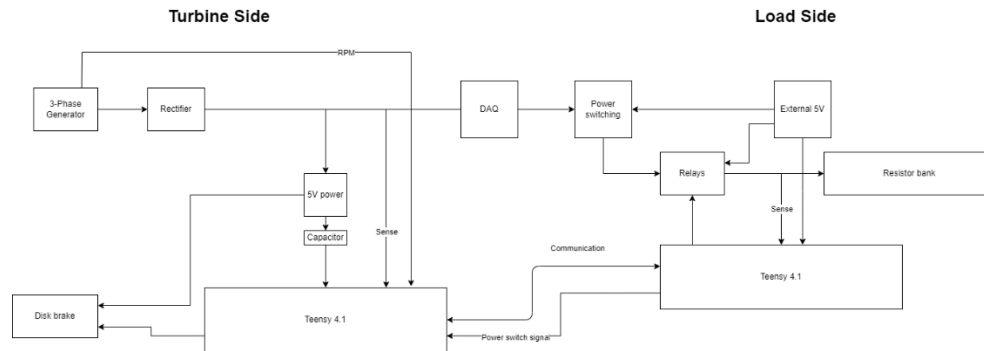 Turbine Side
Load Side
RPM
3-Phase
Generator
Rectifier
DAQ
Power
switching
External 5V
5V power
Relays
Resistor bank
Capacitor
Sense
Sense
Communication
Teensy 4.1
Disk brake
Teensy 4.1
Power switch signal